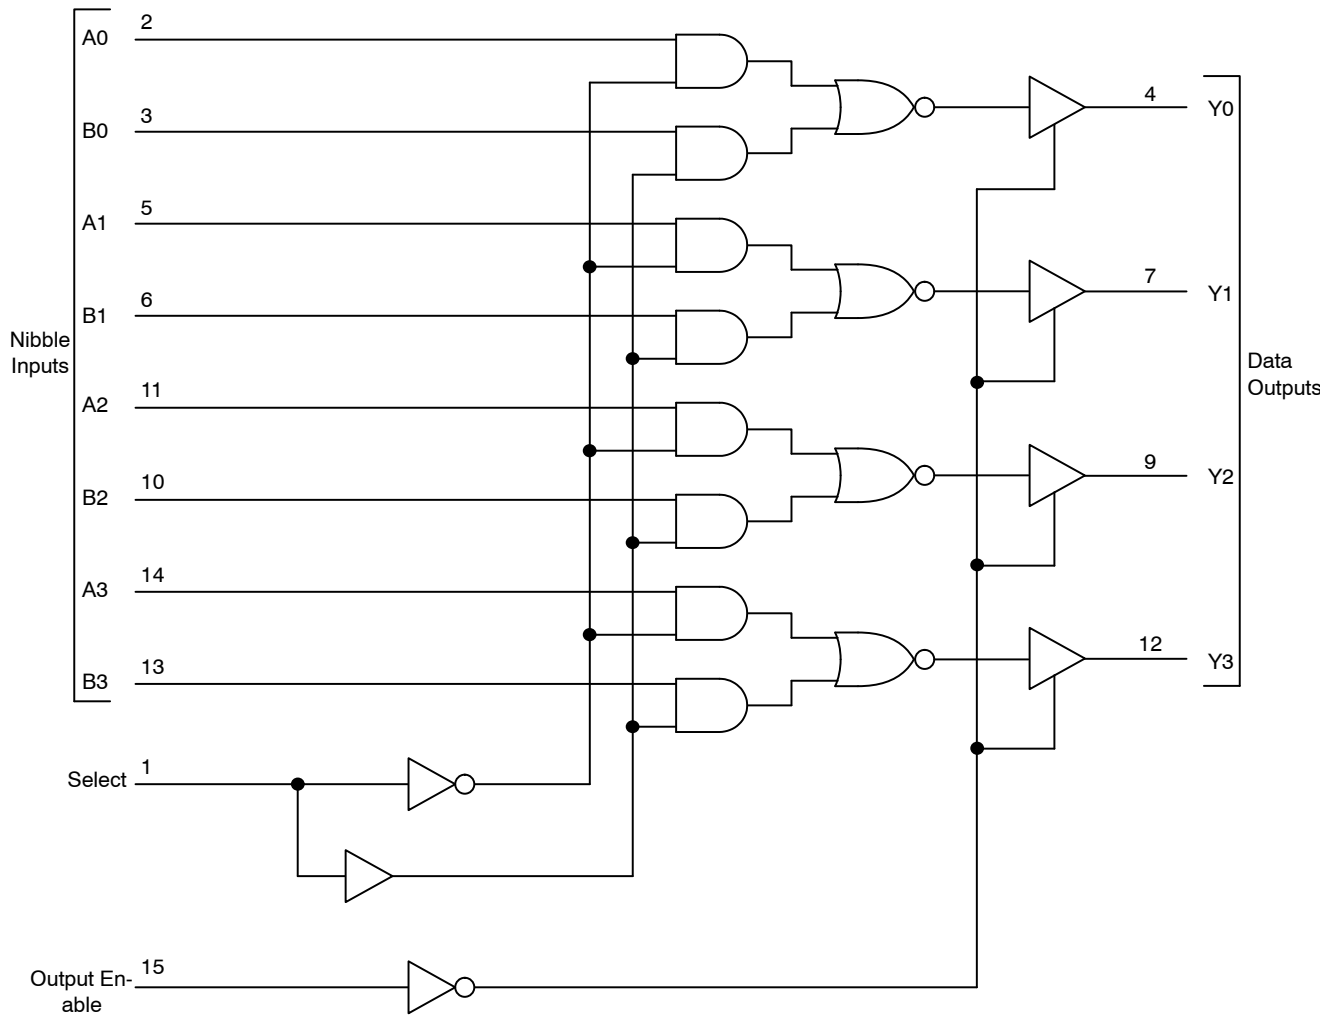 A0 2
B0 3
A1 5
B1 6
Nibble
Inputs
A2 11
B2 10
A3 14
B3 13
Select 1
Output En-
able
15
4 Y0
7 Y1
Data
Outputs
9 Y2
12 Y3